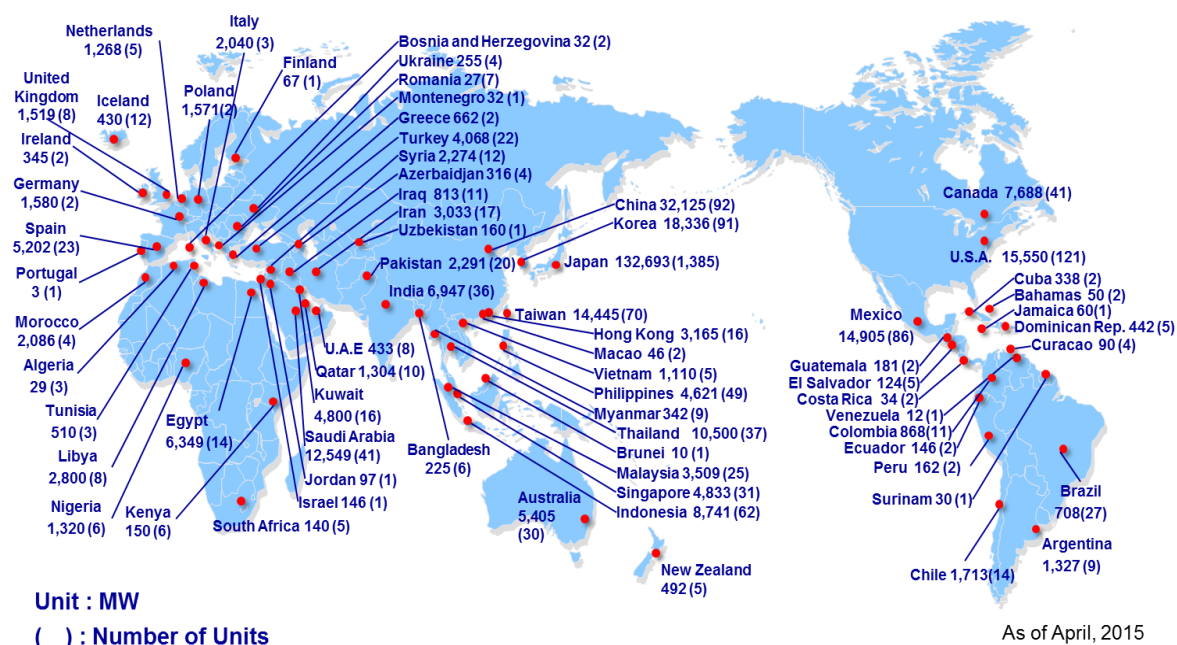 Netherlands
1,268 (5)
Italy
2,040 (3)
Finland
67 (1)
United
Kingdom
1,519 (8)
Iceland
430 (12)
Poland
1,571(2)
Ireland
345 (2)
Germany
1,580 (2)
Spain
5,202 (23)
Portugal
3 (1)
Morocco
2,086 (4)
Algeria
29 (3)
Tunisia
510 (3)
Libya
2,800 (8)
Nigeria
1,320 (6)
Kenya
150 (6)
Egypt
6,349 (14)
South Africa 140 (5)
Bosnia and Herzegovina 32 (2)
Ukraine 255 (4)
Romania 27(7)
Montenegro 32 (1)
Greece 662 (2)
Turkey 4,068 (22)
Syria 2,274 (12)
Azerbaidjan 316 (4)
Iraq 813 (11)
Iran 3,033 (17)
Uzbekistan 160 (1)
Pakistan 2,291 (20)
India 6,947 (36)
U.A.E 433 (8)
Qatar 1,304 (10)
Kuwait
4,800 (16)
Saudi Arabia
12,549 (41)
Jordan 97 (1)
Israel 146 (1)
Bangladesh
225 (6)
China 32,125 (92)
Korea 18,336 (91)
Japan 132,693 (1,385)
Taiwan 14,445 (70)
Hong Kong 3,165 (16)
Macao 46 (2)
Vietnam 1,110 (5)
Philippines 4,621 (49)
Myanmar 342 (9)
Thailand 10,500 (37)
Brunei 10 (1)
Malaysia 3,509 (25)
Singapore 4,833 (31)
Indonesia 8,741 (62)
Australia
5,405
(30)
New Zealand
492 (5)
Canada 7,688 (41)
U.S.A. 15,550 (121)
Cuba 338 (2)
Bahamas 50 (2)
Jamaica 60(1)
Dominican Rep. 442 (5)
Curacao 90 (4)
Mexico
14,905 (86)
Guatemala 181 (2)
El Salvador 124(5)
Costa Rica 34 (2)
Venezuela 12 (1)
Colombia 868(11)
Ecuador 146 (2)
Peru 162 (2)
Surinam 30 (1)
Brazil
708(27)
Argentina
1,327 (9)
Chile 1,713(14)
Unit : MW
( ) : Number of Units
As of April, 2015